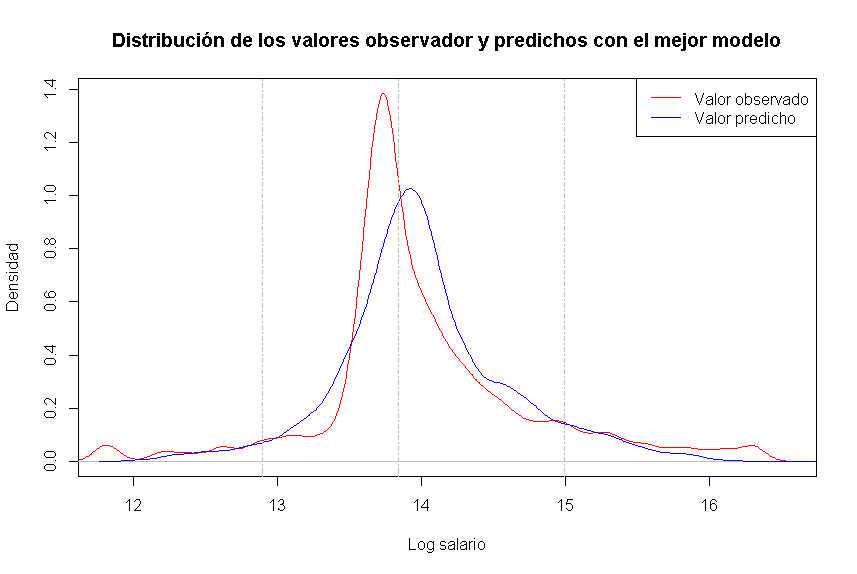 Distribución de los valores observador y predichos con el mejor modelo
Valor observado
Valor predicho
Densidad
1.4
1.2
1.0
0.8
0.6
0.4
0.2
0.0
12
13
14
15
16
Log salario